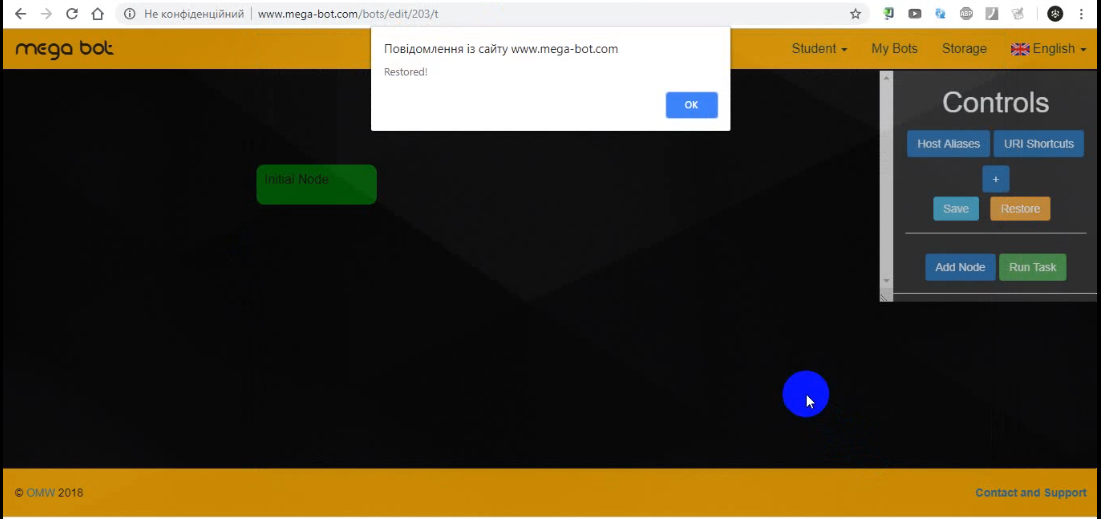 Не конфіденційний
www.mega-bot.com/bots/edit/203/t
ABP
mega bot
Student
My Bots
Storage
English
Повідомлення із сайту www.mega-bot.com
Restored!
OK
Controls
Host Aliases
URI Shortcuts
+
Save
Restore
Add Node
Run Task
Initial Node
© OMW 2018
Contact and Support